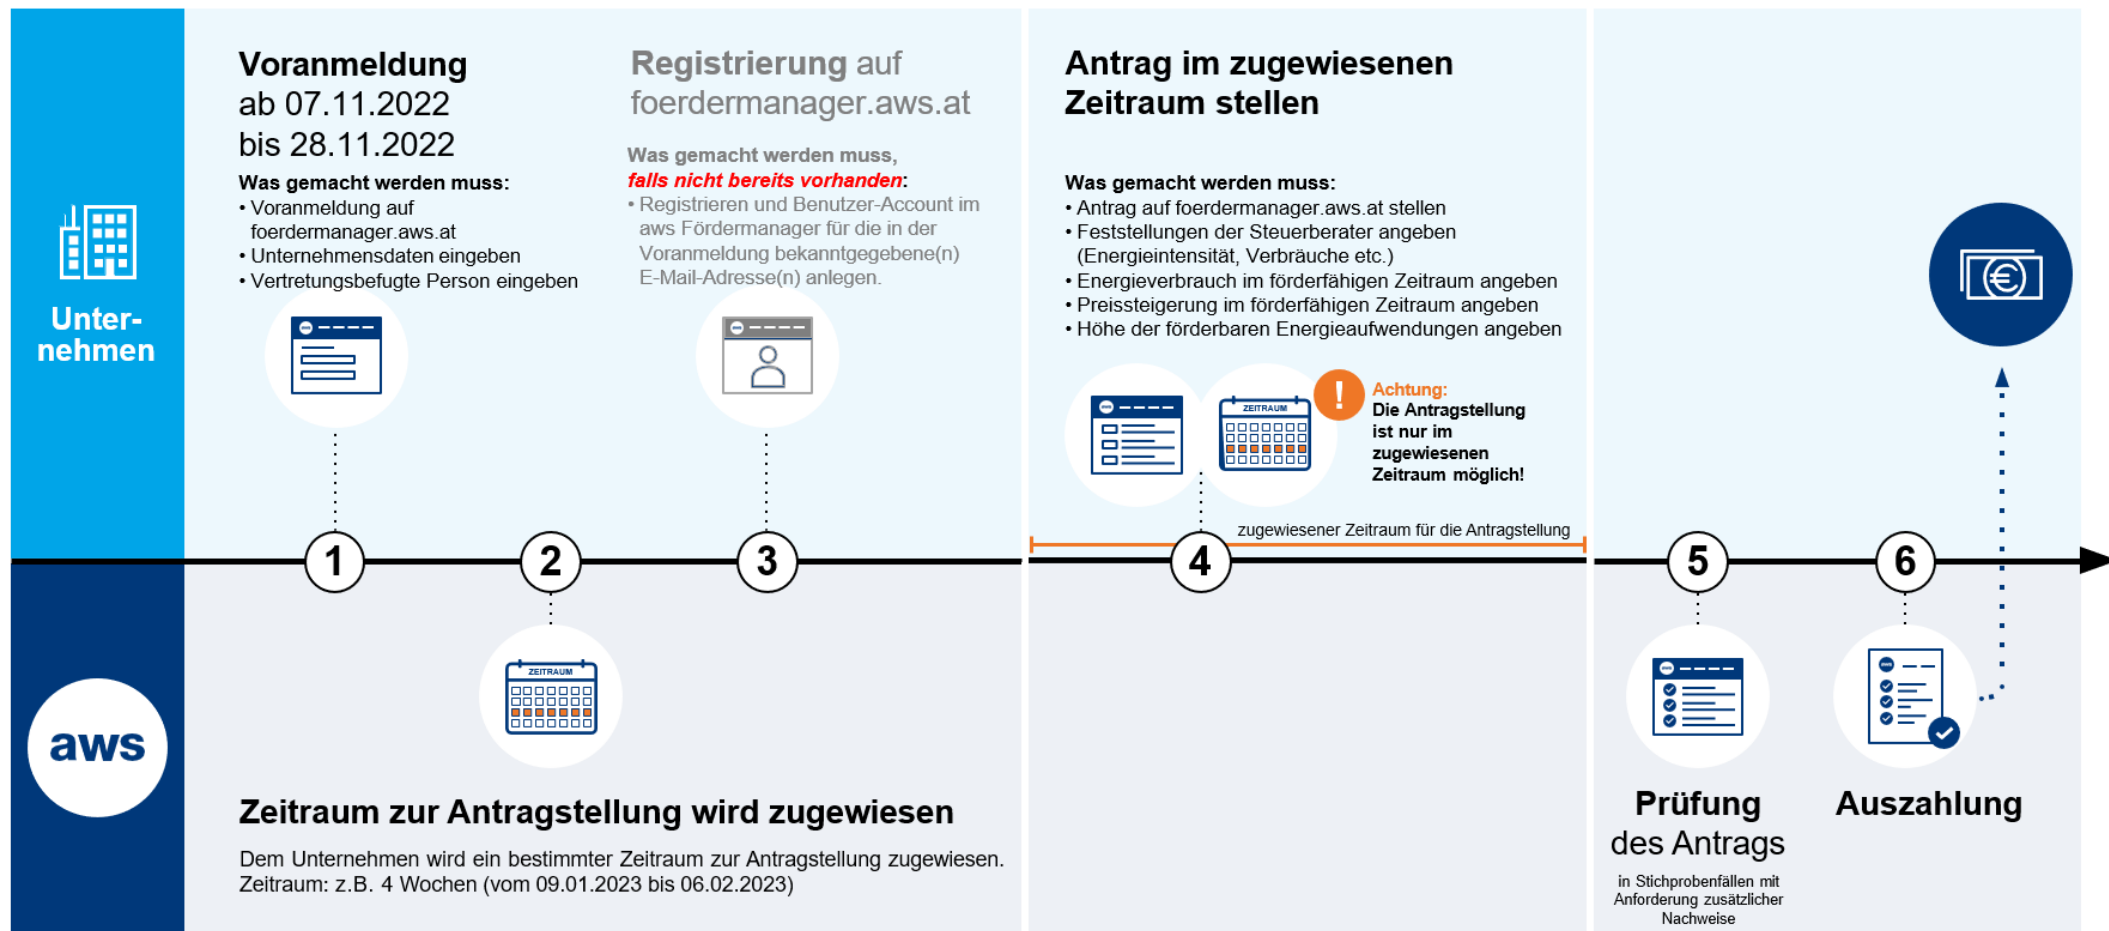 Unter-
nehmen
Voranmeldung
ab 07.11.2022
bis 28.11.2022
Was gemacht werden muss:
• Voranmeldung auf
foerdermanager.aws.at
• Unternehmensdaten eingeben
• Vertretungsbefugte Person eingeben
aws
1
2
ZEITRAUM
Registrierung auf
foerdermanager.aws.at
Was gemacht werden muss,
falls nicht bereits vorhanden:
• Registrieren und Benutzer-Account im
aws Fördermanager für die in der
Voranmeldung bekanntgegebene(n)
E-Mail-Adresse(n) anlegen.
aws
3
Antrag im zugewiesenen
Zeitraum stellen
Was gemacht werden muss:
• Antrag auf foerdermanager.aws.at stellen
• Feststellungen der Steuerberater angeben
(Energieintensität, Verbräuche etc.)
• Energieverbrauch im förderfähigen Zeitraum angeben
• Preissteigerung im förderfähigen Zeitraum angeben
• Höhe der förderbaren Energieaufwendungen angeben
aws
ZEITRAUM
!
Achtung:
Die Antragstellung
ist nur im
zugewiesenen
Zeitraum möglich!
zugewiesener Zeitraum für die Antragstellung
4
€
5
6
aws
aws
aws
Zeitraum zur Antragstellung wird zugewiesen
Dem Unternehmen wird ein bestimmter Zeitraum zur Antragstellung zugewiesen.
Zeitraum: z.B. 4 Wochen (vom 09.01.2023 bis 06.02.2023)
Prüfung
des Antrags
in Stichprobenfällen mit
Anforderung zusätzlicher
Nachweise
Auszahlung